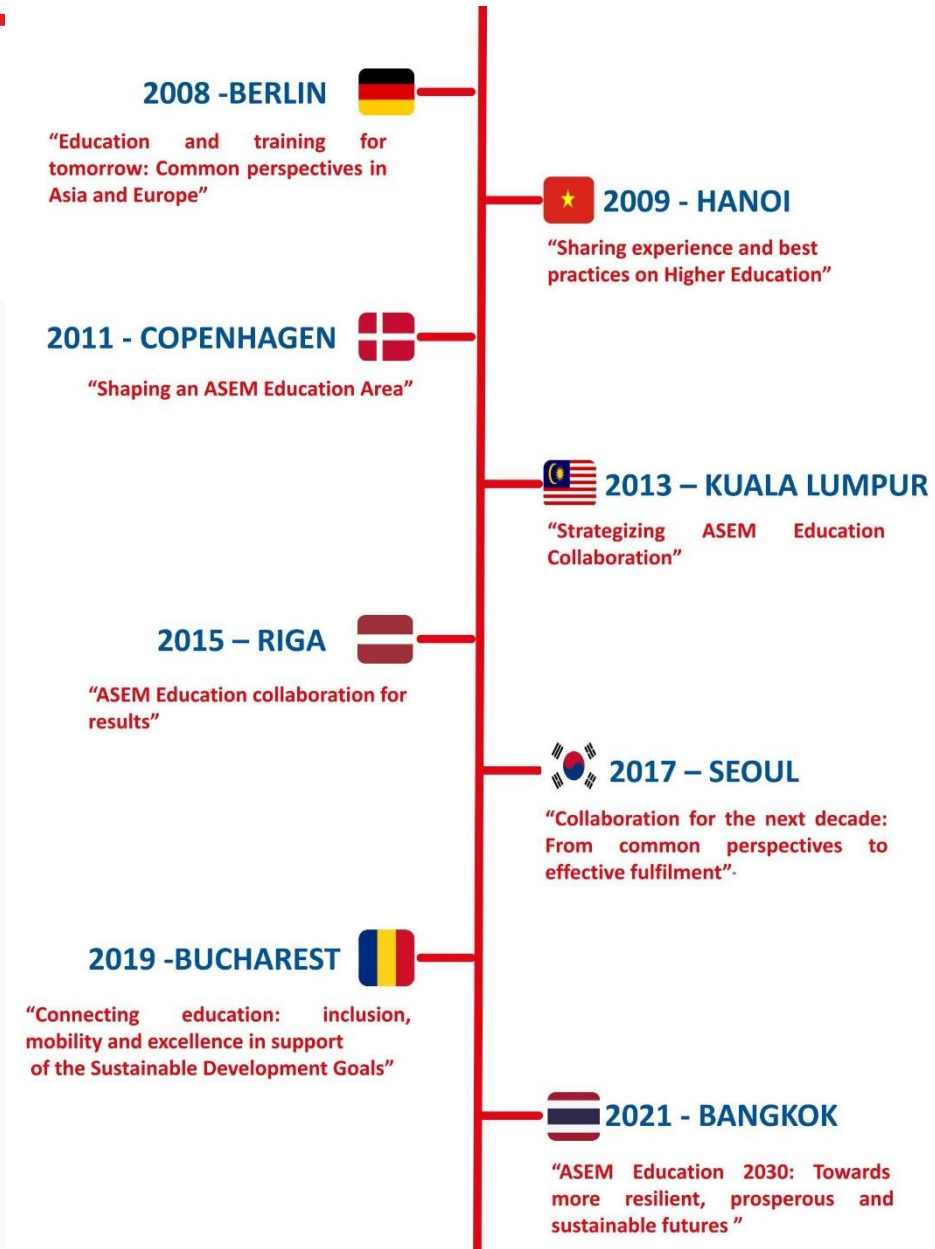 2008 -BERLIN
“Education and training for
tomorrow: Common perspectives in
Asia and Europe”
2009 - HANOI
“Sharing experience and best
practices on Higher Education”
2011 - COPENHAGEN
“Shaping an ASEM Education Area”
2013 – KUALA LUMPUR
“Strategizing ASEM Education
Collaboration”
2015 – RIGA
“ASEM Education collaboration for
results”
2017 – SEOUL
“Collaboration for the next decade:
From common perspectives to
effective fulfilment”-
2019 -BUCHAREST
“Connecting education: inclusion,
mobility and excellence in support
of the Sustainable Development Goals”
2021 - BANGKOK
“ASEM Education 2030: Towards
more resilient, prosperous and
sustainable futures ”